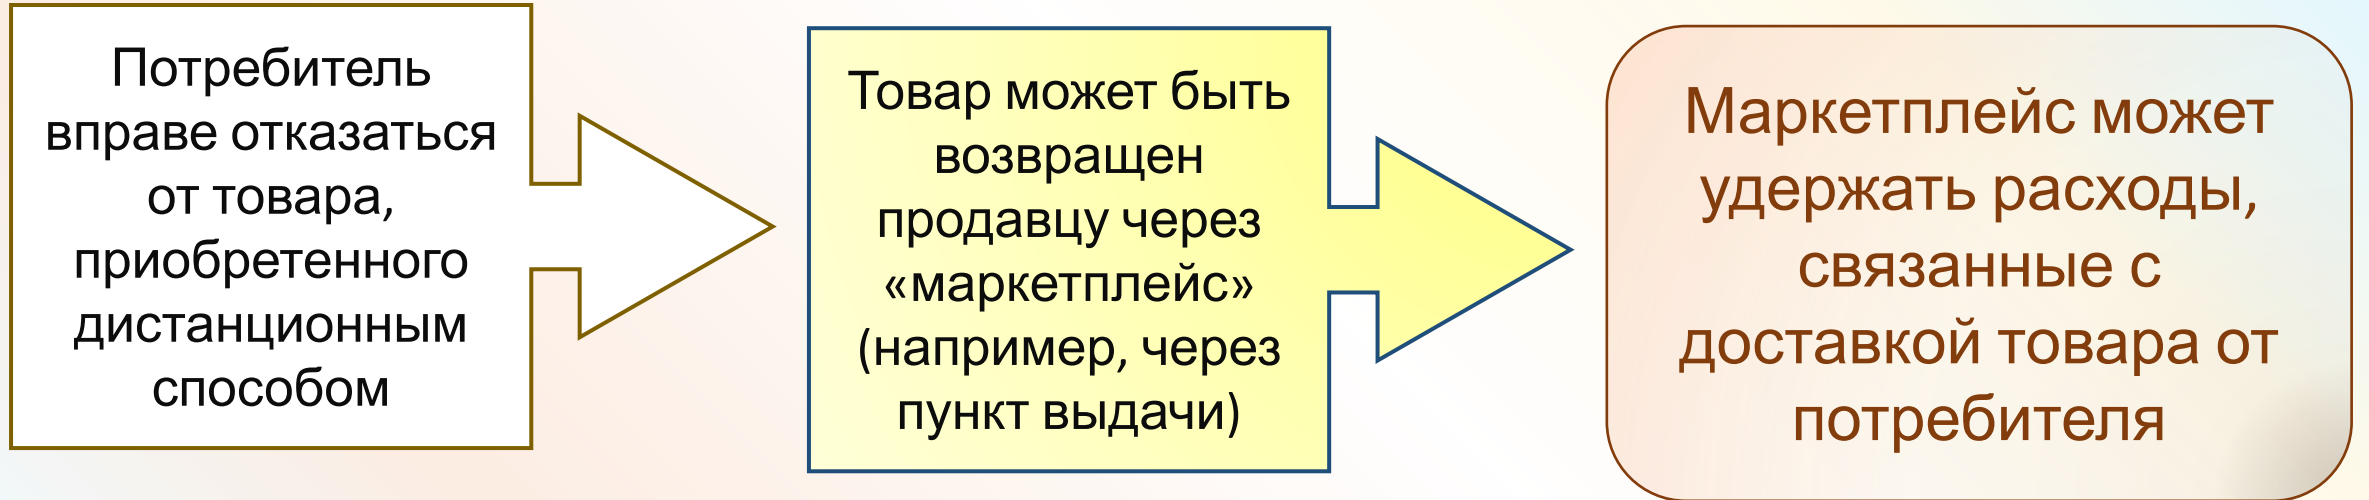 Потребитель
вправе отказаться
от товара,
приобретенного
дистанционным
способом
Товар может быть
возвращен
продавцу через
«маркетплейс»
(например, через
пункт выдачи)
Маркетплейс может
удержать расходы,
связанные с
доставкой товара от
потребителя